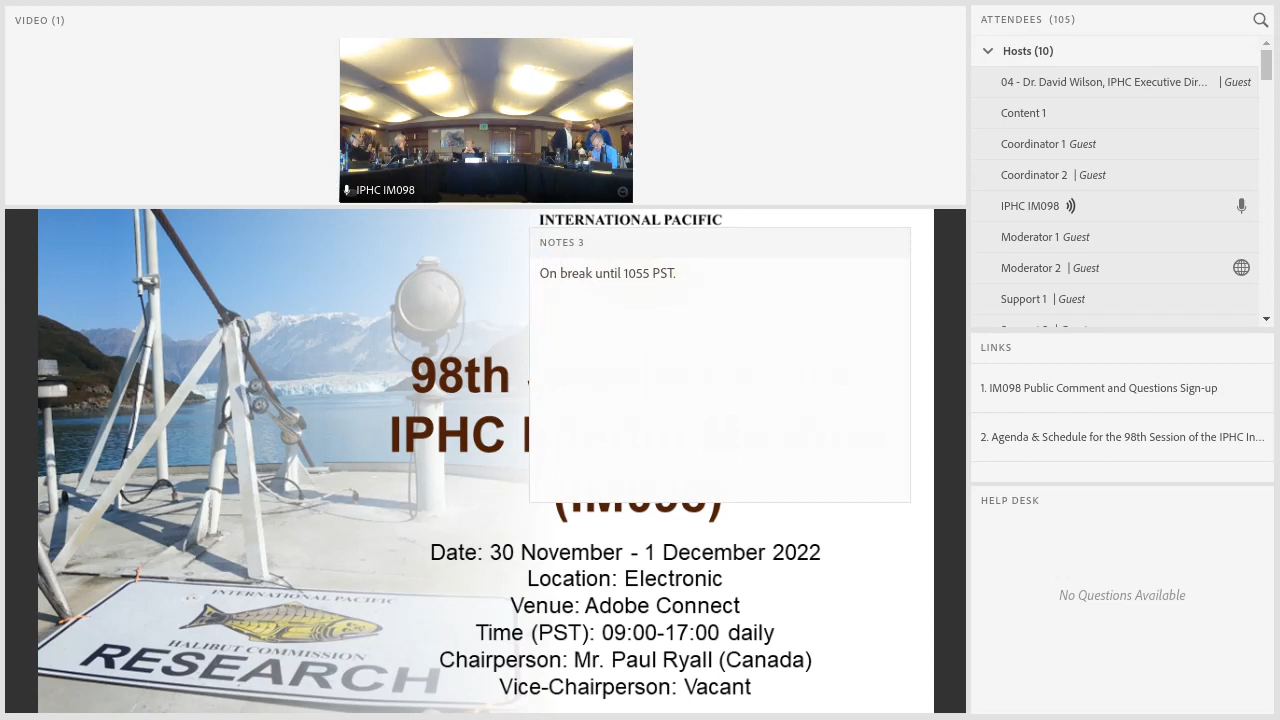 VIDEO (1)
IPHC IM098
INTERNATIONAL PACIFIC
NOTES 3
On break until 1055 PST.
98th
IPHC I
(IM098)
Date: 30 November - 1 December 2022
Location: Electronic
Venue: Adobe Connect
Time (PST): 09:00-17:00 daily
Chairperson: Mr. Paul Ryall (Canada)
Vice-Chairperson: Vacant
INTERNATIONAL PACIFIC
HALIBUT COMMISSION
RESEARCH
ATTENDEES (105)
Hosts (10)
04 - Dr. David Wilson, IPHC Executive Dir... | Guest
Content 1
Coordinator 1 Guest
Coordinator 2 | Guest
IPHC IM098
Moderator 1 Guest
Moderator 2 | Guest
Support 1 | Guest
LINKS
1. IM098 Public Comment and Questions Sign-up
2. Agenda & Schedule for the 98th Session of the IPHC In...
HELP DESK
No Questions Available